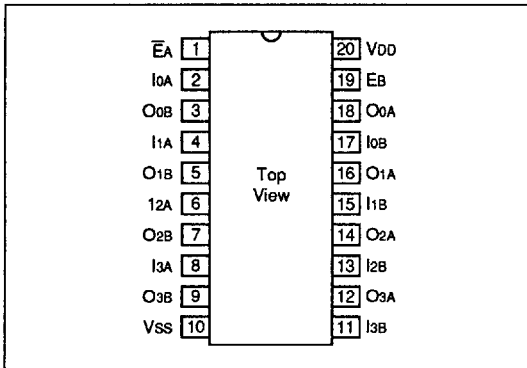 E̅A 1
I0A 2
O0B 3
I1A 4
O1B 5
12A 6
O2B 7
I3A 8
O3B 9
VSS 10
Top
View
20 VDD
19 EB
18 O0A
17 I0B
16 O1A
15 I1B
14 O2A
13 I2B
12 O3A
11 I3B